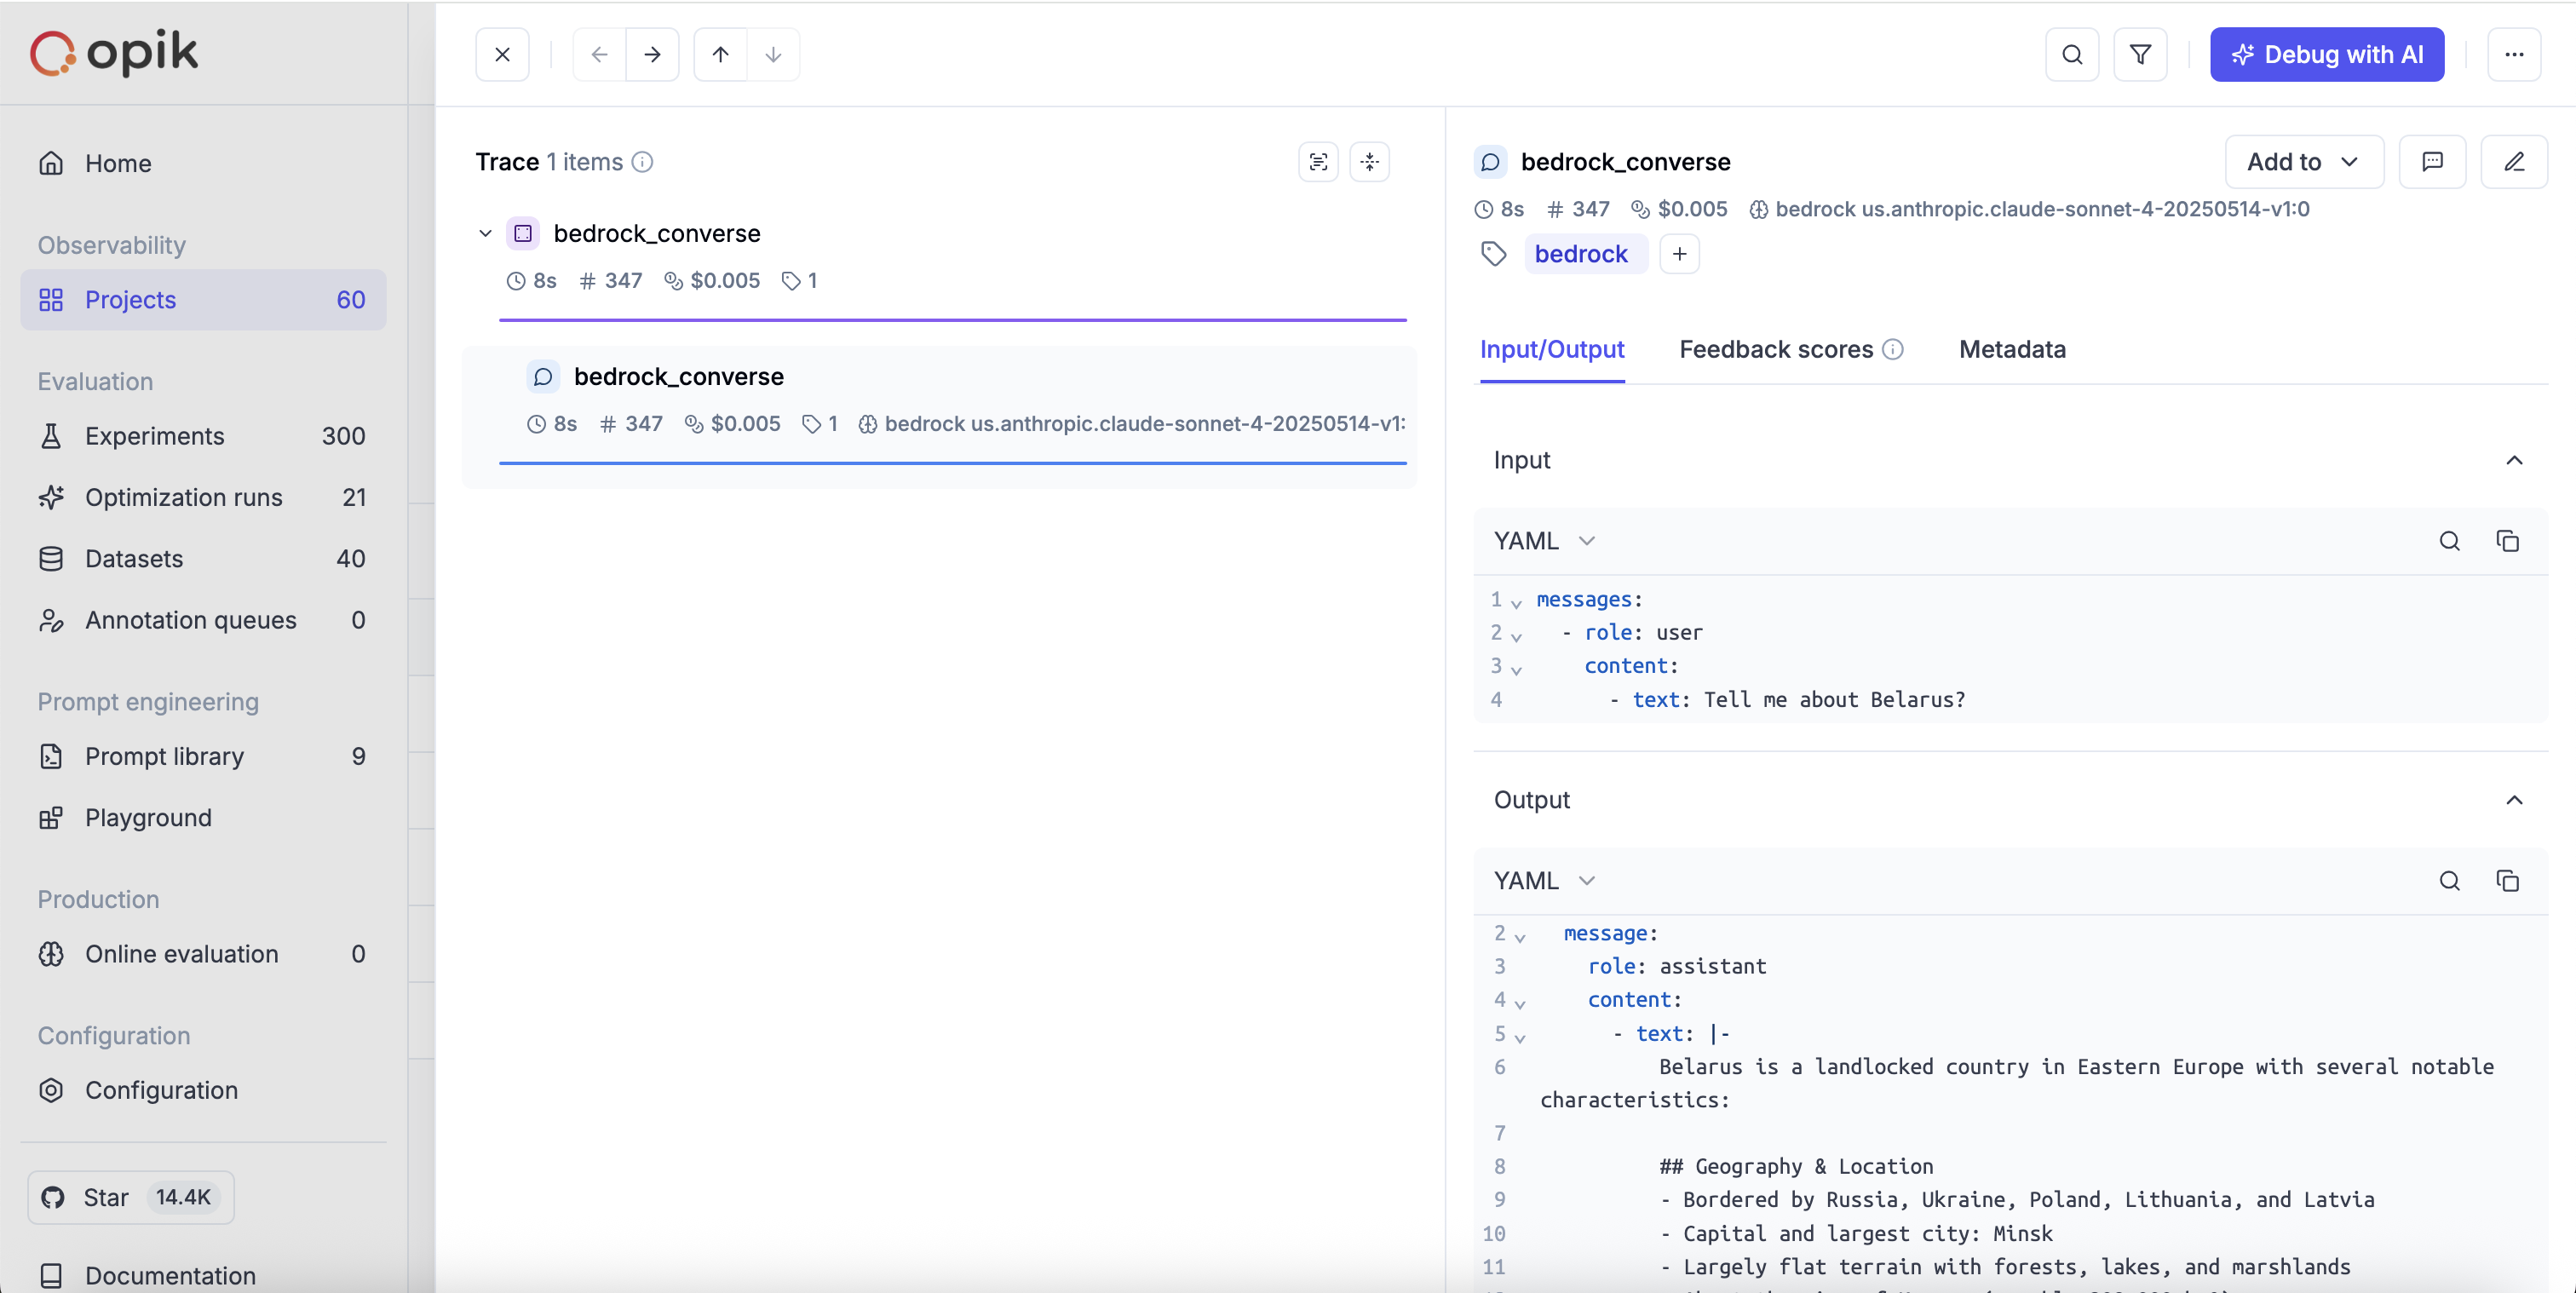 opik
Home
Observability
Projects 60
Evaluation
Experiments 300
Optimization runs 21
Datasets 40
Annotation queues 0
Prompt engineering
Prompt library 9
Playground
Production
Online evaluation 0
Configuration
Configuration
Star 14.4K
Documentation
Debug with AI
Trace 1 items
bedrock_converse
8s # 347 $0.005 1
bedrock_converse
8s # 347 $0.005 1 bedrock us.anthropic.claude-sonnet-4-20250514-v1:
bedrock_converse
Add to
8s # 347 $0.005 bedrock us.anthropic.claude-sonnet-4-20250514-v1:0
bedrock
Input/Output Feedback scores Metadata
Input
YAML
1 messages:
2 - role: user
3 content:
4 - text: Tell me about Belarus?
Output
YAML
2 message:
3 role: assistant
4 content:
5 - text: |-
6 Belarus is a landlocked country in Eastern Europe with several notable
characteristics:
7
8 ## Geography & Location
9 - Bordered by Russia, Ukraine, Poland, Lithuania, and Latvia
10 - Capital and largest city: Minsk
11 - Largely flat terrain with forests, lakes, and marshlands